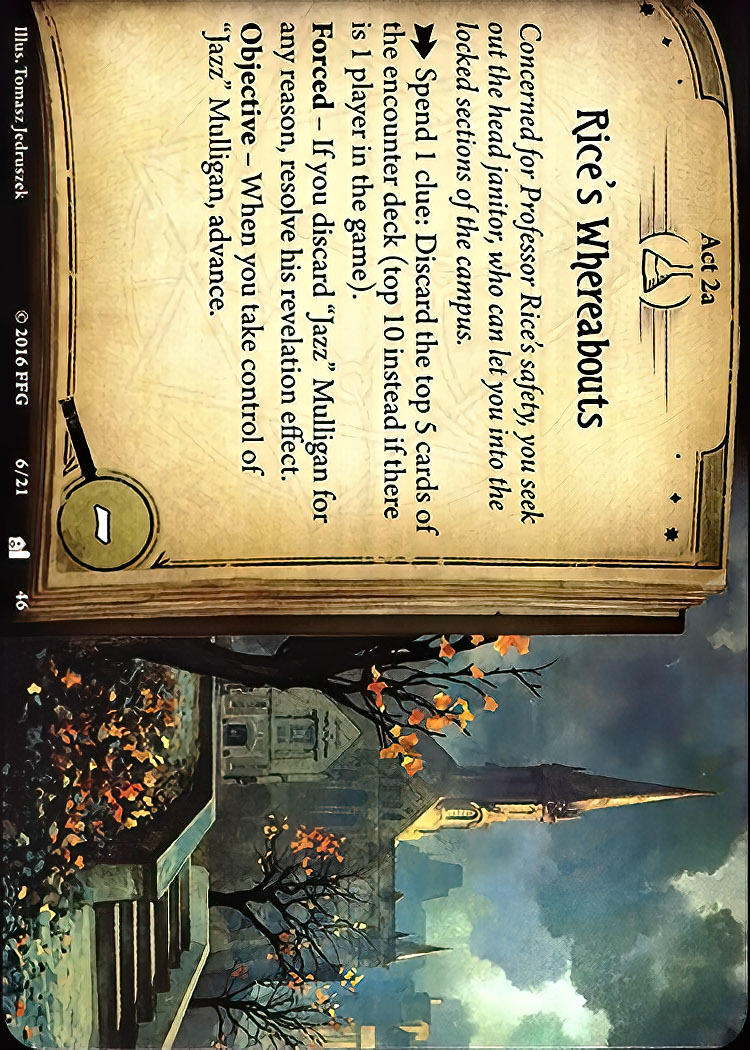 Act 2a
Rice's Whereabouts
Concerned for Professor Rice's safety, you seek
out the head janitor, who can let you into the
locked sections of the campus.
Spend 1 clue: Discard the top 5 cards of
the encounter deck (top 10 instead if there
is 1 player in the game).
Forced – If you discard “Jazz” Mulligan for
any reason, resolve his revelation effect.
Objective – When you take control of
“Jazz” Mulligan, advance.
–
Illus. Tomasz Jedruszek © 2016 FFG 6/21 46